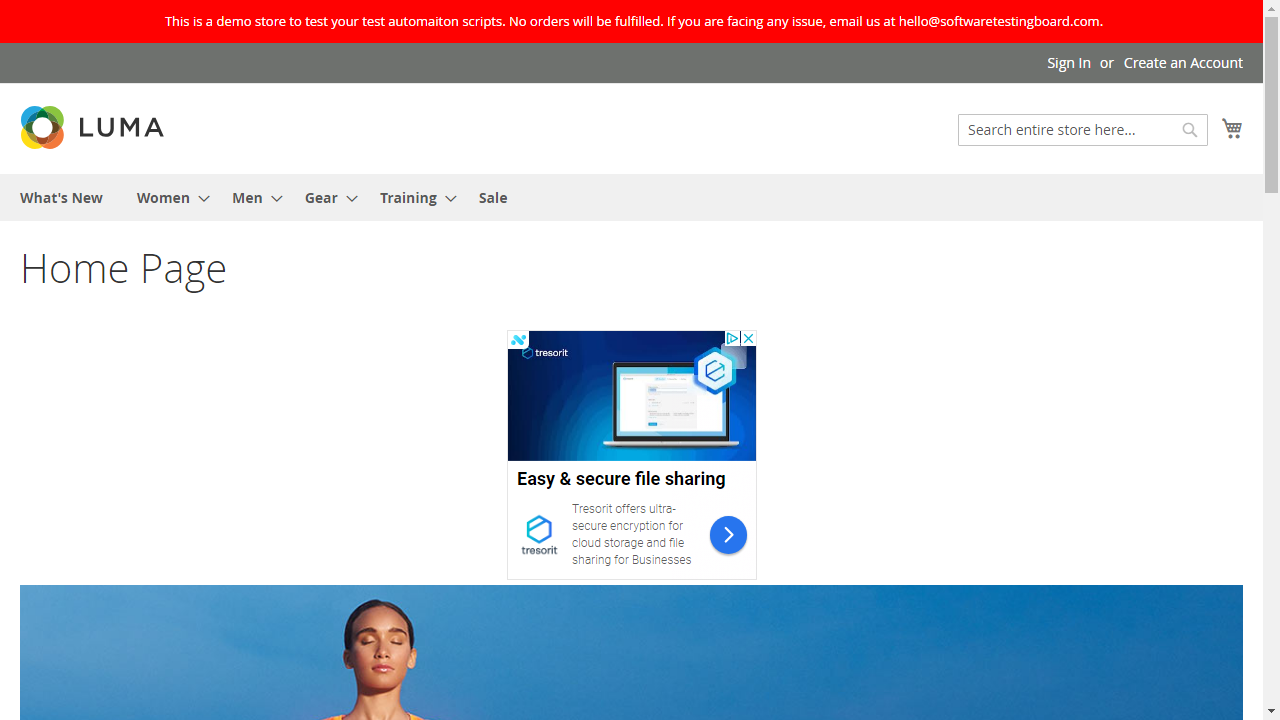 This is a demo store to test your test automaiton scripts. No orders will be fulfilled. If you are facing any issue, email us at hello@softwaretestingboard.com.
Sign In or Create an Account
LUMA
Search entire store here...
What's New Women Men Gear Training Sale
Home Page
tresorit
Easy & secure file sharing
Tresorit offers ultra-
secure encryption for
cloud storage and file
sharing for Businesses
tresorit